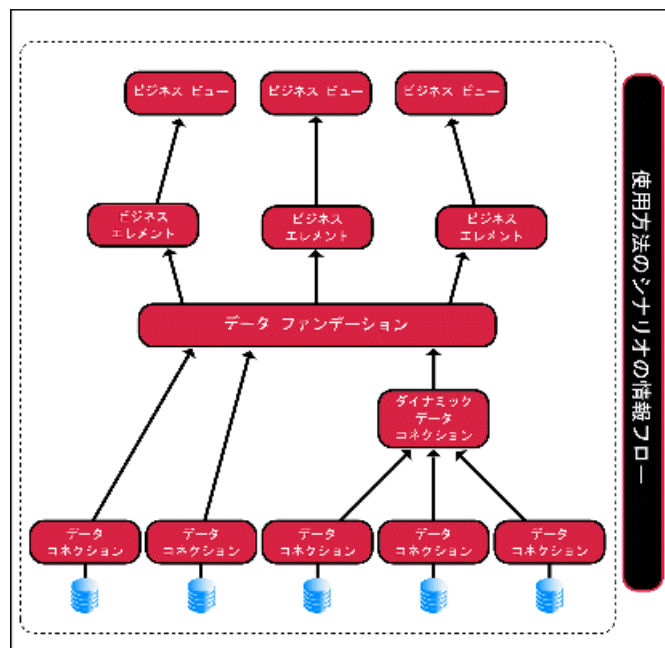 ビジネス ビュー
ビジネス ビュー
ビジネス ビュー
ビジネス
エレメント
ビジネス
エレメント
ビジネス
エレメント
データ ファンデーション
ダイナミック
データ
コネクション
データ
コネクション
データ
コネクション
データ
コネクション
データ
コネクション
データ
コネクション
使用方法のシナリオの情報フロー